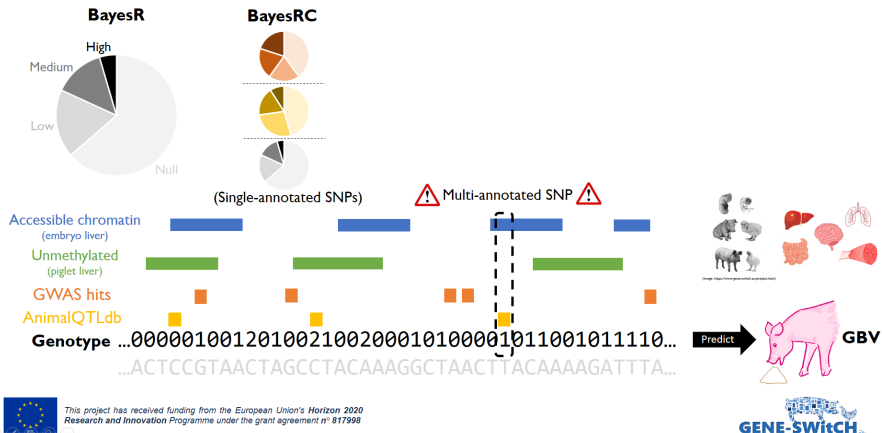 BayesR
BayesRC
High
Medium
Low
Null
(Single-annotated SNPs)
Multi-annotated SNP
Accessible chromatin
(embryo liver)
Unmethylated
(piglet liver)
GWAS hits
AnimalQTLdb
Genotype ...000001001201002100200010100001011001011110...
...ACTCCGTAACTAGCCTACAAAGGCTAACTTACAAAAGATTTA...
Predict
GBV
This project has received funding from the European Union's Horizon 2020
Research and Innovation Programme under the grant agreement nº 817998
GENE-SWitCH